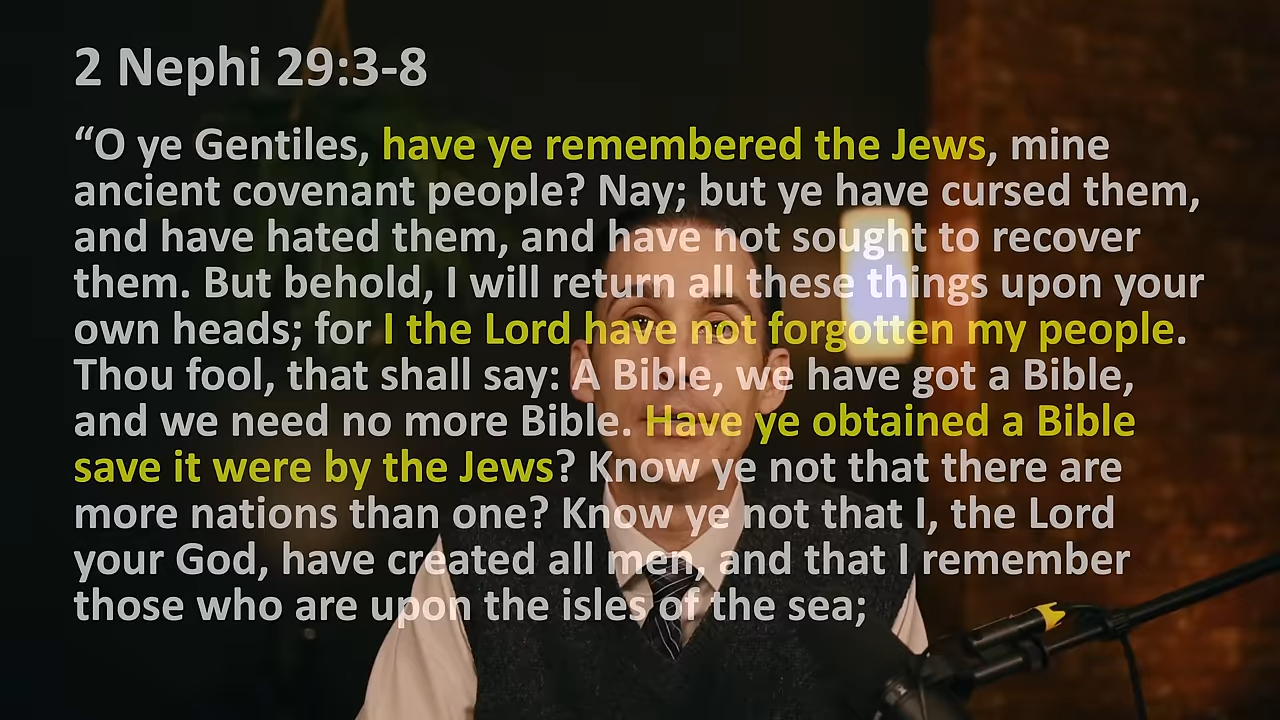 2 Nephi 29:3-8
“O ye Gentiles, have ye remembered the Jews, mine
ancient covenant people? Nay; but ye have cursed them,
and have hated them, and have not sought to recover
them. But behold, I will return all these things upon your
own heads; for I the Lord have not forgotten my people.
Thou fool, that shall say: A Bible, we have got a Bible,
and we need no more Bible. Have ye obtained a Bible
save it were by the Jews? Know ye not that there are
more nations than one? Know ye not that I, the Lord
your God, have created all men, and that I remember
those who are upon the isles of the sea;